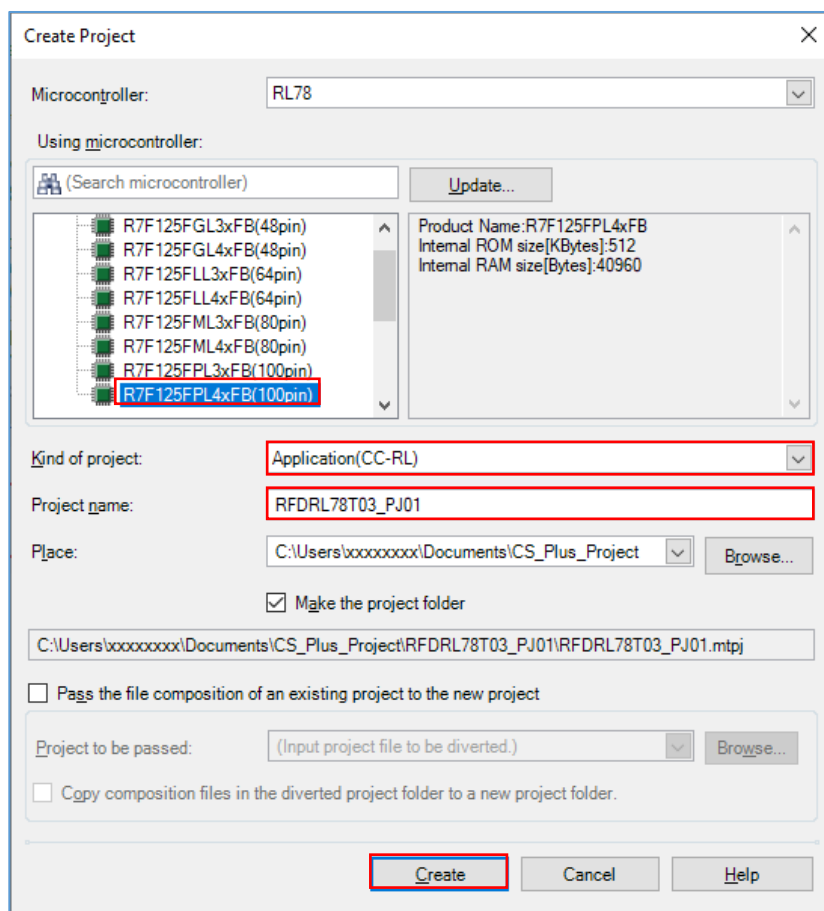 Create Project
Microcontroller: RL78
Using microcontroller:
(Search microcontroller) Update...
R7F125FGL3xFB(48pin) Product Name:R7F125FPL4xFB
R7F125FGL4xFB(48pin) Internal ROM size[KBytes]:512
R7F125FLL3xFB(64pin) Internal RAM size[Bytes]:40960
R7F125FLL4xFB(64pin)
R7F125FML3xFB(80pin)
R7F125FML4xFB(80pin)
R7F125FPL3xFB(100pin)
R7F125FPL4xFB(100pin)
Kind of project: Application(CC-RL)
Project name: RFDRL78T03_PJ01
Place: C:\Users\xxxxxxxx\Documents\CS_Plus_Project Browse...
Make the project folder
C:\Users\xxxxxxxx\Documents\CS_Plus_Project\RFDRL78T03_PJ01\RFDRL78T03_PJ01.mtpj
Pass the file composition of an existing project to the new project
Project to be passed: (Input project file to be diverted.) Browse...
Copy composition files in the diverted project folder to a new project folder.
Create Cancel Help